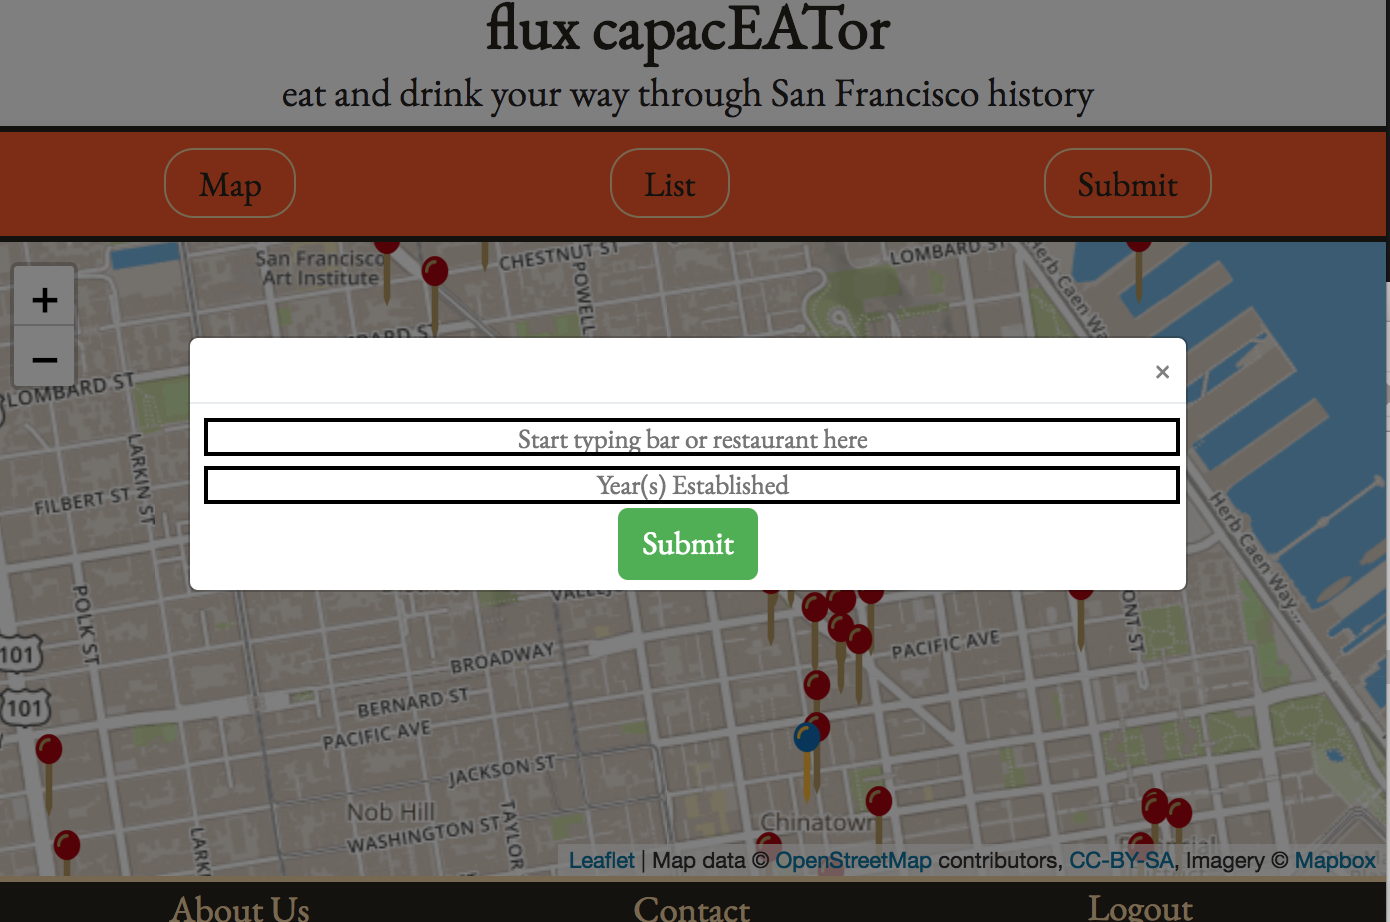 flux capacEATor
eat and drink your way through San Francisco history
Map
List
Submit
San Francisco
Art Institute
CHESTNUT ST
LOMBARD ST
POWELL
Herb Caen Wa
+
−
LOMBARD ST
×
Start typing bar or restaurant here
Year(s) Established
Submit
LARKIN ST
FILBERT ST
Herb Caen Way...
POLK ST
101
101
BROADWAY
BERNARD ST
PACIFIC AVE
PACIFIC AVE
ONT ST
JACKSON ST
Nob Hill
WASHINGTON ST
TAYLOR
LARK
Chinatown
Leaflet | Map data © OpenStreetMap contributors, CC-BY-SA, Imagery © Mapbox
About Us
Contact
Logout